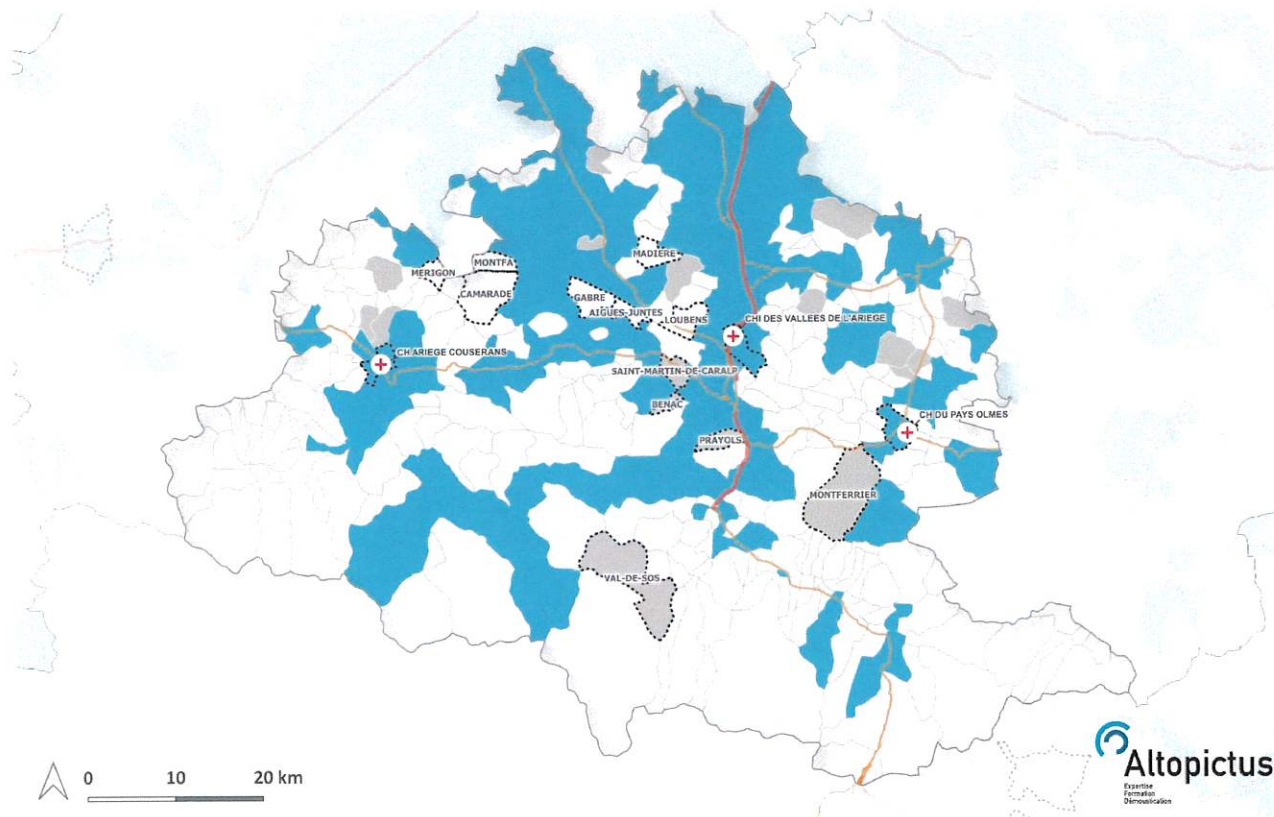 MADIERE
MONTFA
MERIGON
CAMARADE
GABRE
AIGUES-JUNTES
LOUBENS
CHI DES VALLEES DE L'ARIEGE
CH ARIEGE COUSERANS
SAINT-MARTIN-DE-CARALP
BENAC
CH DU PAYS OLMES
PRAYOLS
MONTFERRIER
VAL-DE-SOS
0 10 20 km
Altopictus
Expertise
Formation
Démoustication